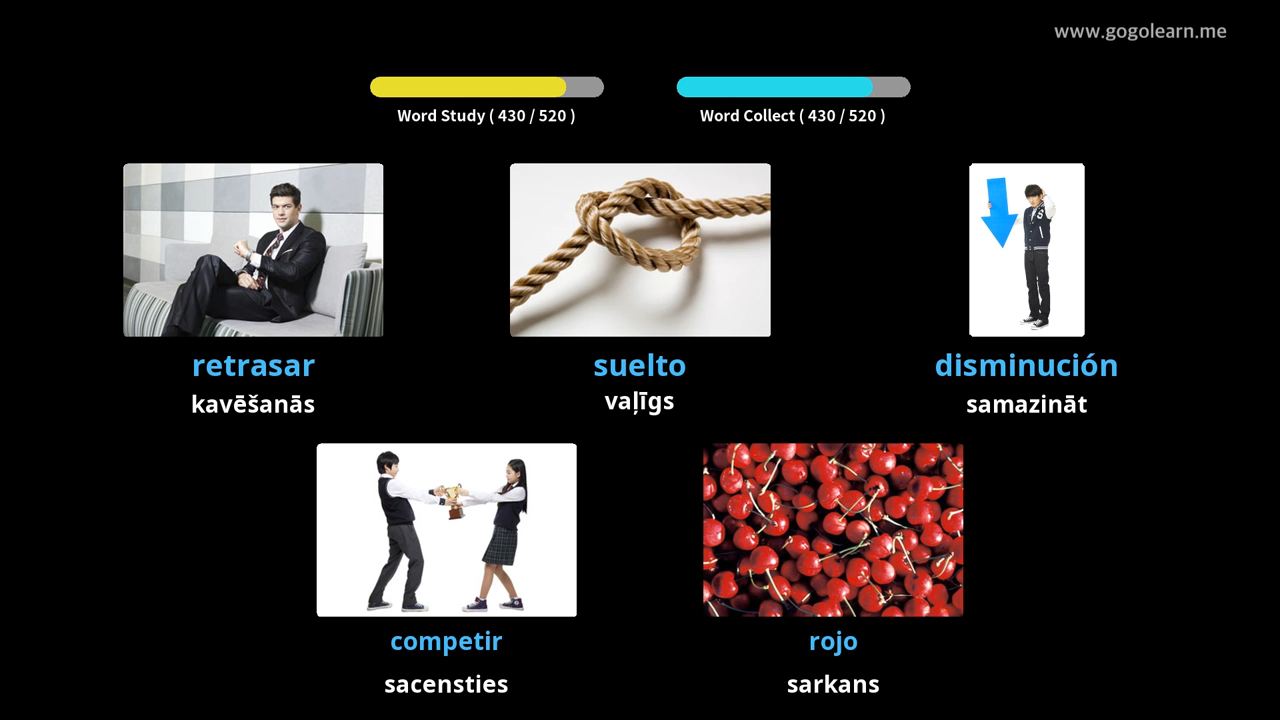 www.gogolearn.me
Word Study ( 430 / 520 )
Word Collect ( 430 / 520 )
retrasar
kavēšanās
suelto
vaļīgs
disminución
samazināt
competir
sacensties
rojo
sarkans